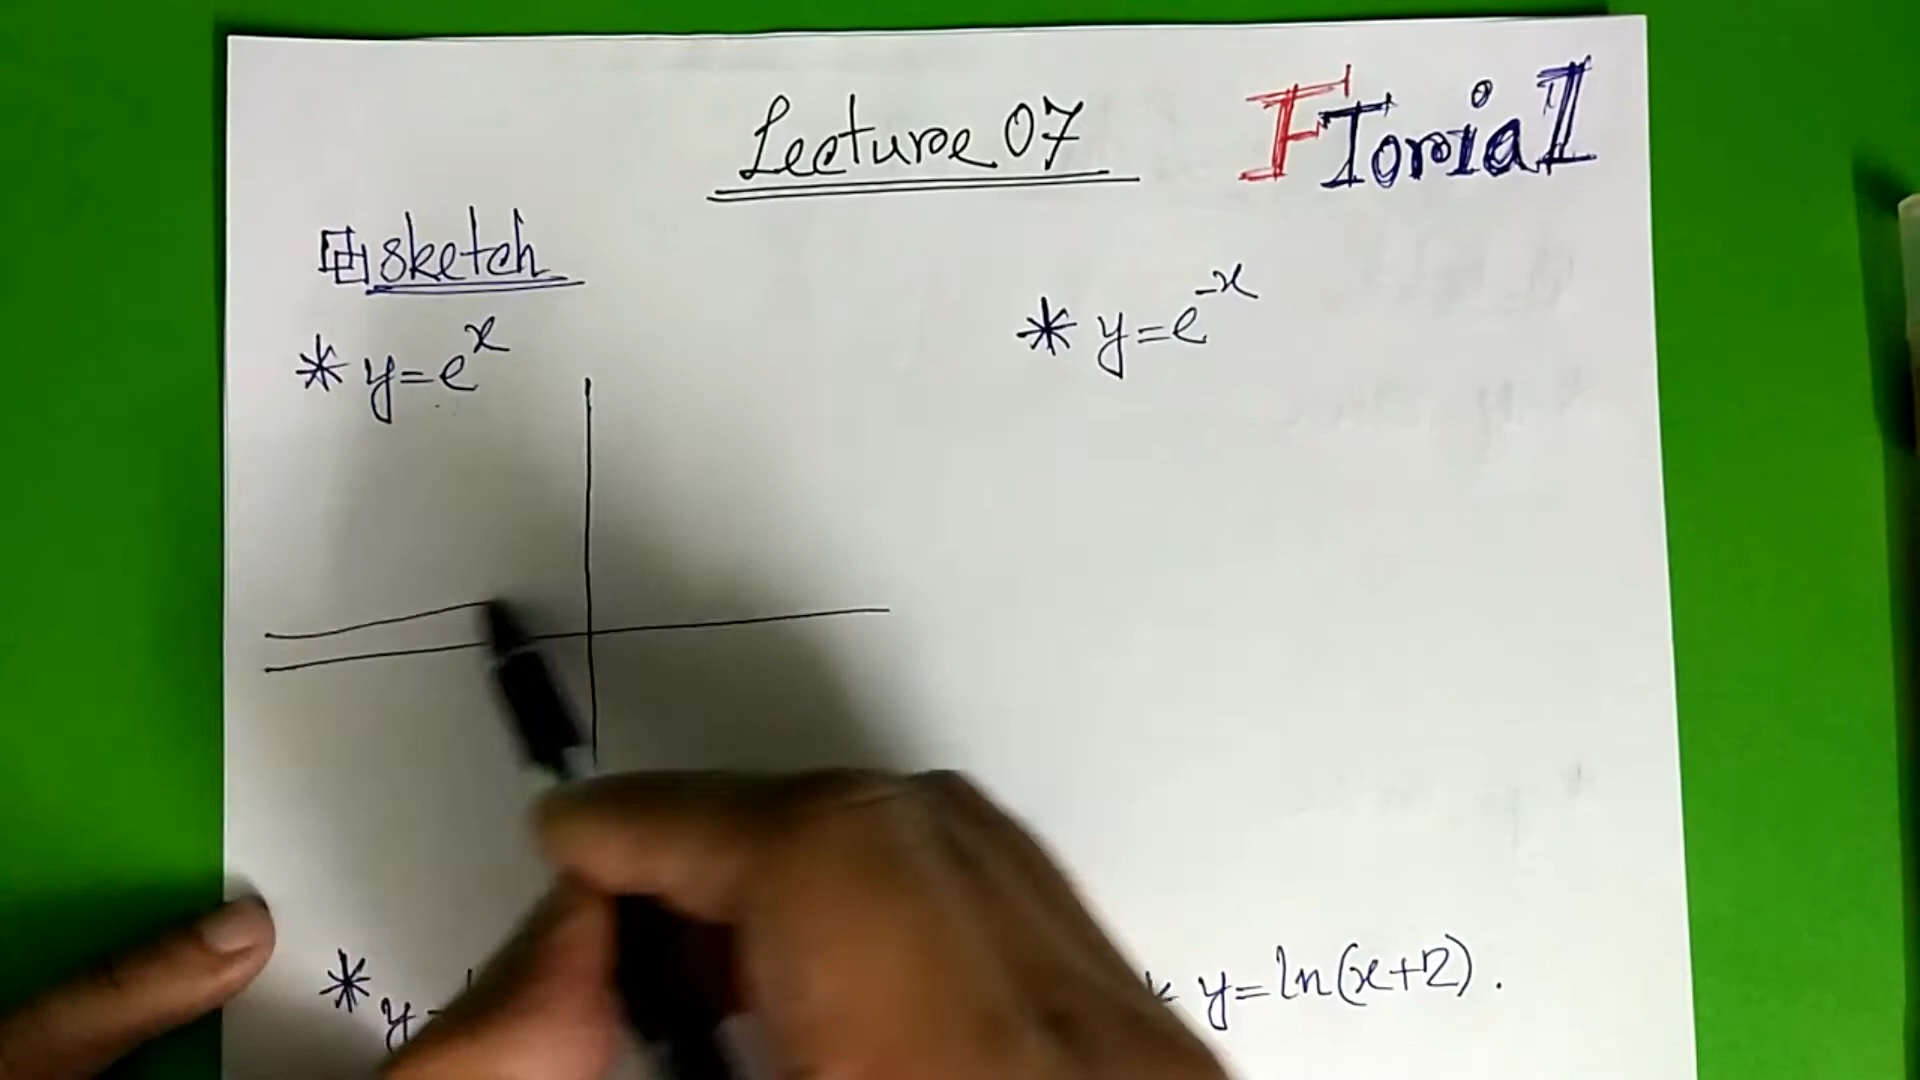 Lecture 07
FTorial
sketch
* y=e^x
* y=e^-x
* y=
y=ln(x+2).